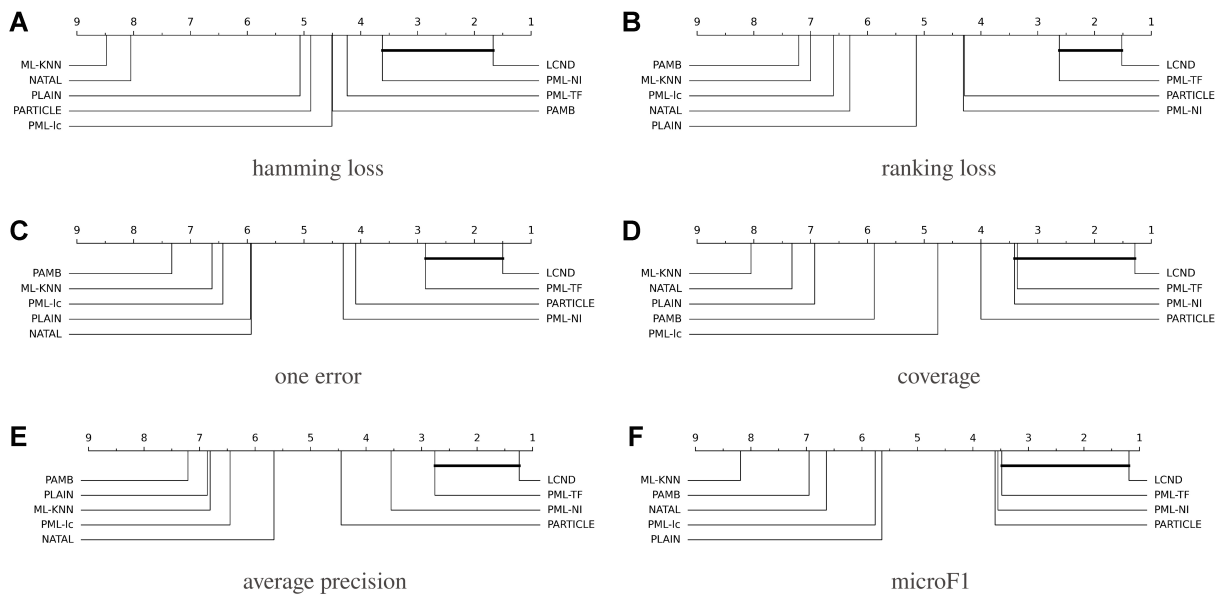 A
9 8 7 6 5 4 3 2 1
ML-KNN
NATAL
PLAIN
PARTICLE
PML-lc
LCND
PML-NI
PML-TF
PAMB
hamming loss
B
9 8 7 6 5 4 3 2 1
PAMB
ML-KNN
PML-lc
NATAL
PLAIN
LCND
PML-TF
PARTICLE
PML-NI
ranking loss
C
9 8 7 6 5 4 3 2 1
PAMB
ML-KNN
PML-lc
PLAIN
NATAL
LCND
PML-TF
PARTICLE
PML-NI
one error
D
9 8 7 6 5 4 3 2 1
ML-KNN
NATAL
PLAIN
PAMB
PML-lc
LCND
PML-TF
PML-NI
PARTICLE
coverage
E
9 8 7 6 5 4 3 2 1
PAMB
PLAIN
ML-KNN
PML-lc
NATAL
LCND
PML-TF
PML-NI
PARTICLE
average precision
F
9 8 7 6 5 4 3 2 1
ML-KNN
PAMB
NATAL
PML-lc
PLAIN
LCND
PML-TF
PML-NI
PARTICLE
microF1